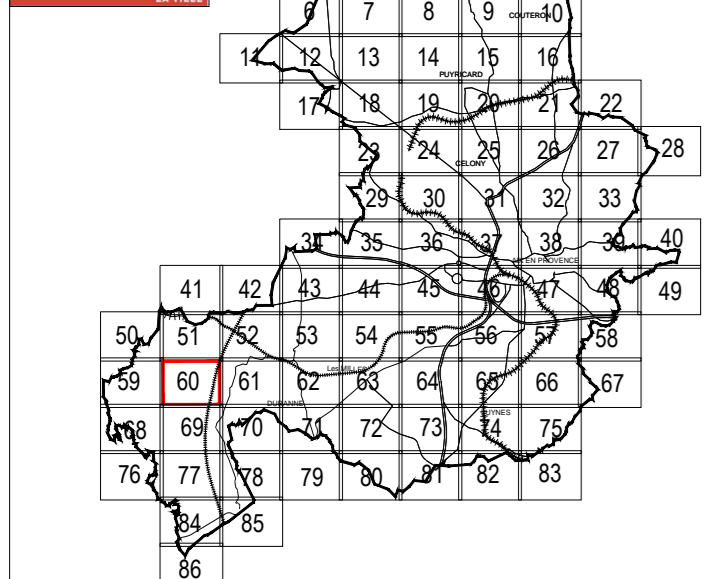 LA VILLE
6 7 8 9 10
COUTERON
11 12 13 14 15 16
PUYRICARD
17 18 19 20 21 22
23 24 25 26 27 28
CELONY
29 30 31 32 33
34 35 36 37 38 39 40
AIX EN PROVENCE
41 42 43 44 45 46 47 48 49
50 51 52 53 54 55 56 57 58
Les MILLES
59 60 61 62 63 64 65 66 67
DURANNE
LUYNES
68 69 70 71 72 73 74 75
76 77 78 79 80 81 82 83
84 85
86